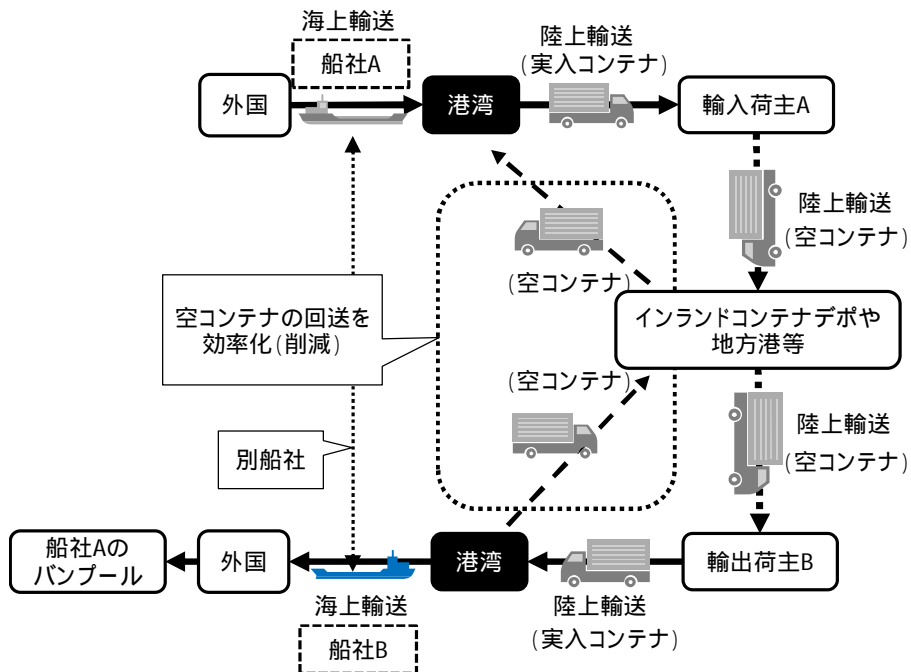 海上輸送
船社A
陸上輸送
(実入コンテナ)
外国
港湾
輸入荷主A
陸上輸送
(空コンテナ)
(空コンテナ)
空コンテナの回送を
効率化(削減)
インランドコンテナデポや
地方港等
(空コンテナ)
陸上輸送
(空コンテナ)
別船社
船社Aの
バンプール
外国
港湾
輸出荷主B
海上輸送
船社B
陸上輸送
(実入コンテナ)